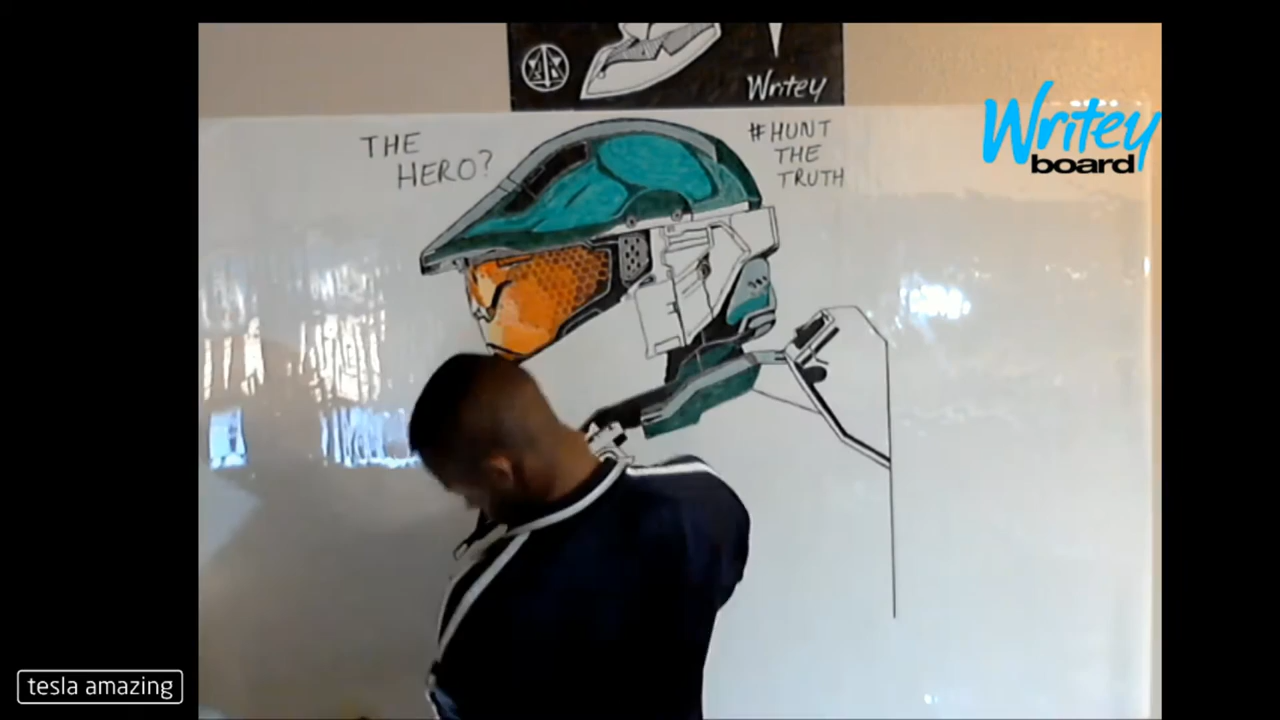 Writey
THE
HERO?
#HUNT
THE
TRUTH
Writey
board
tesla amazing